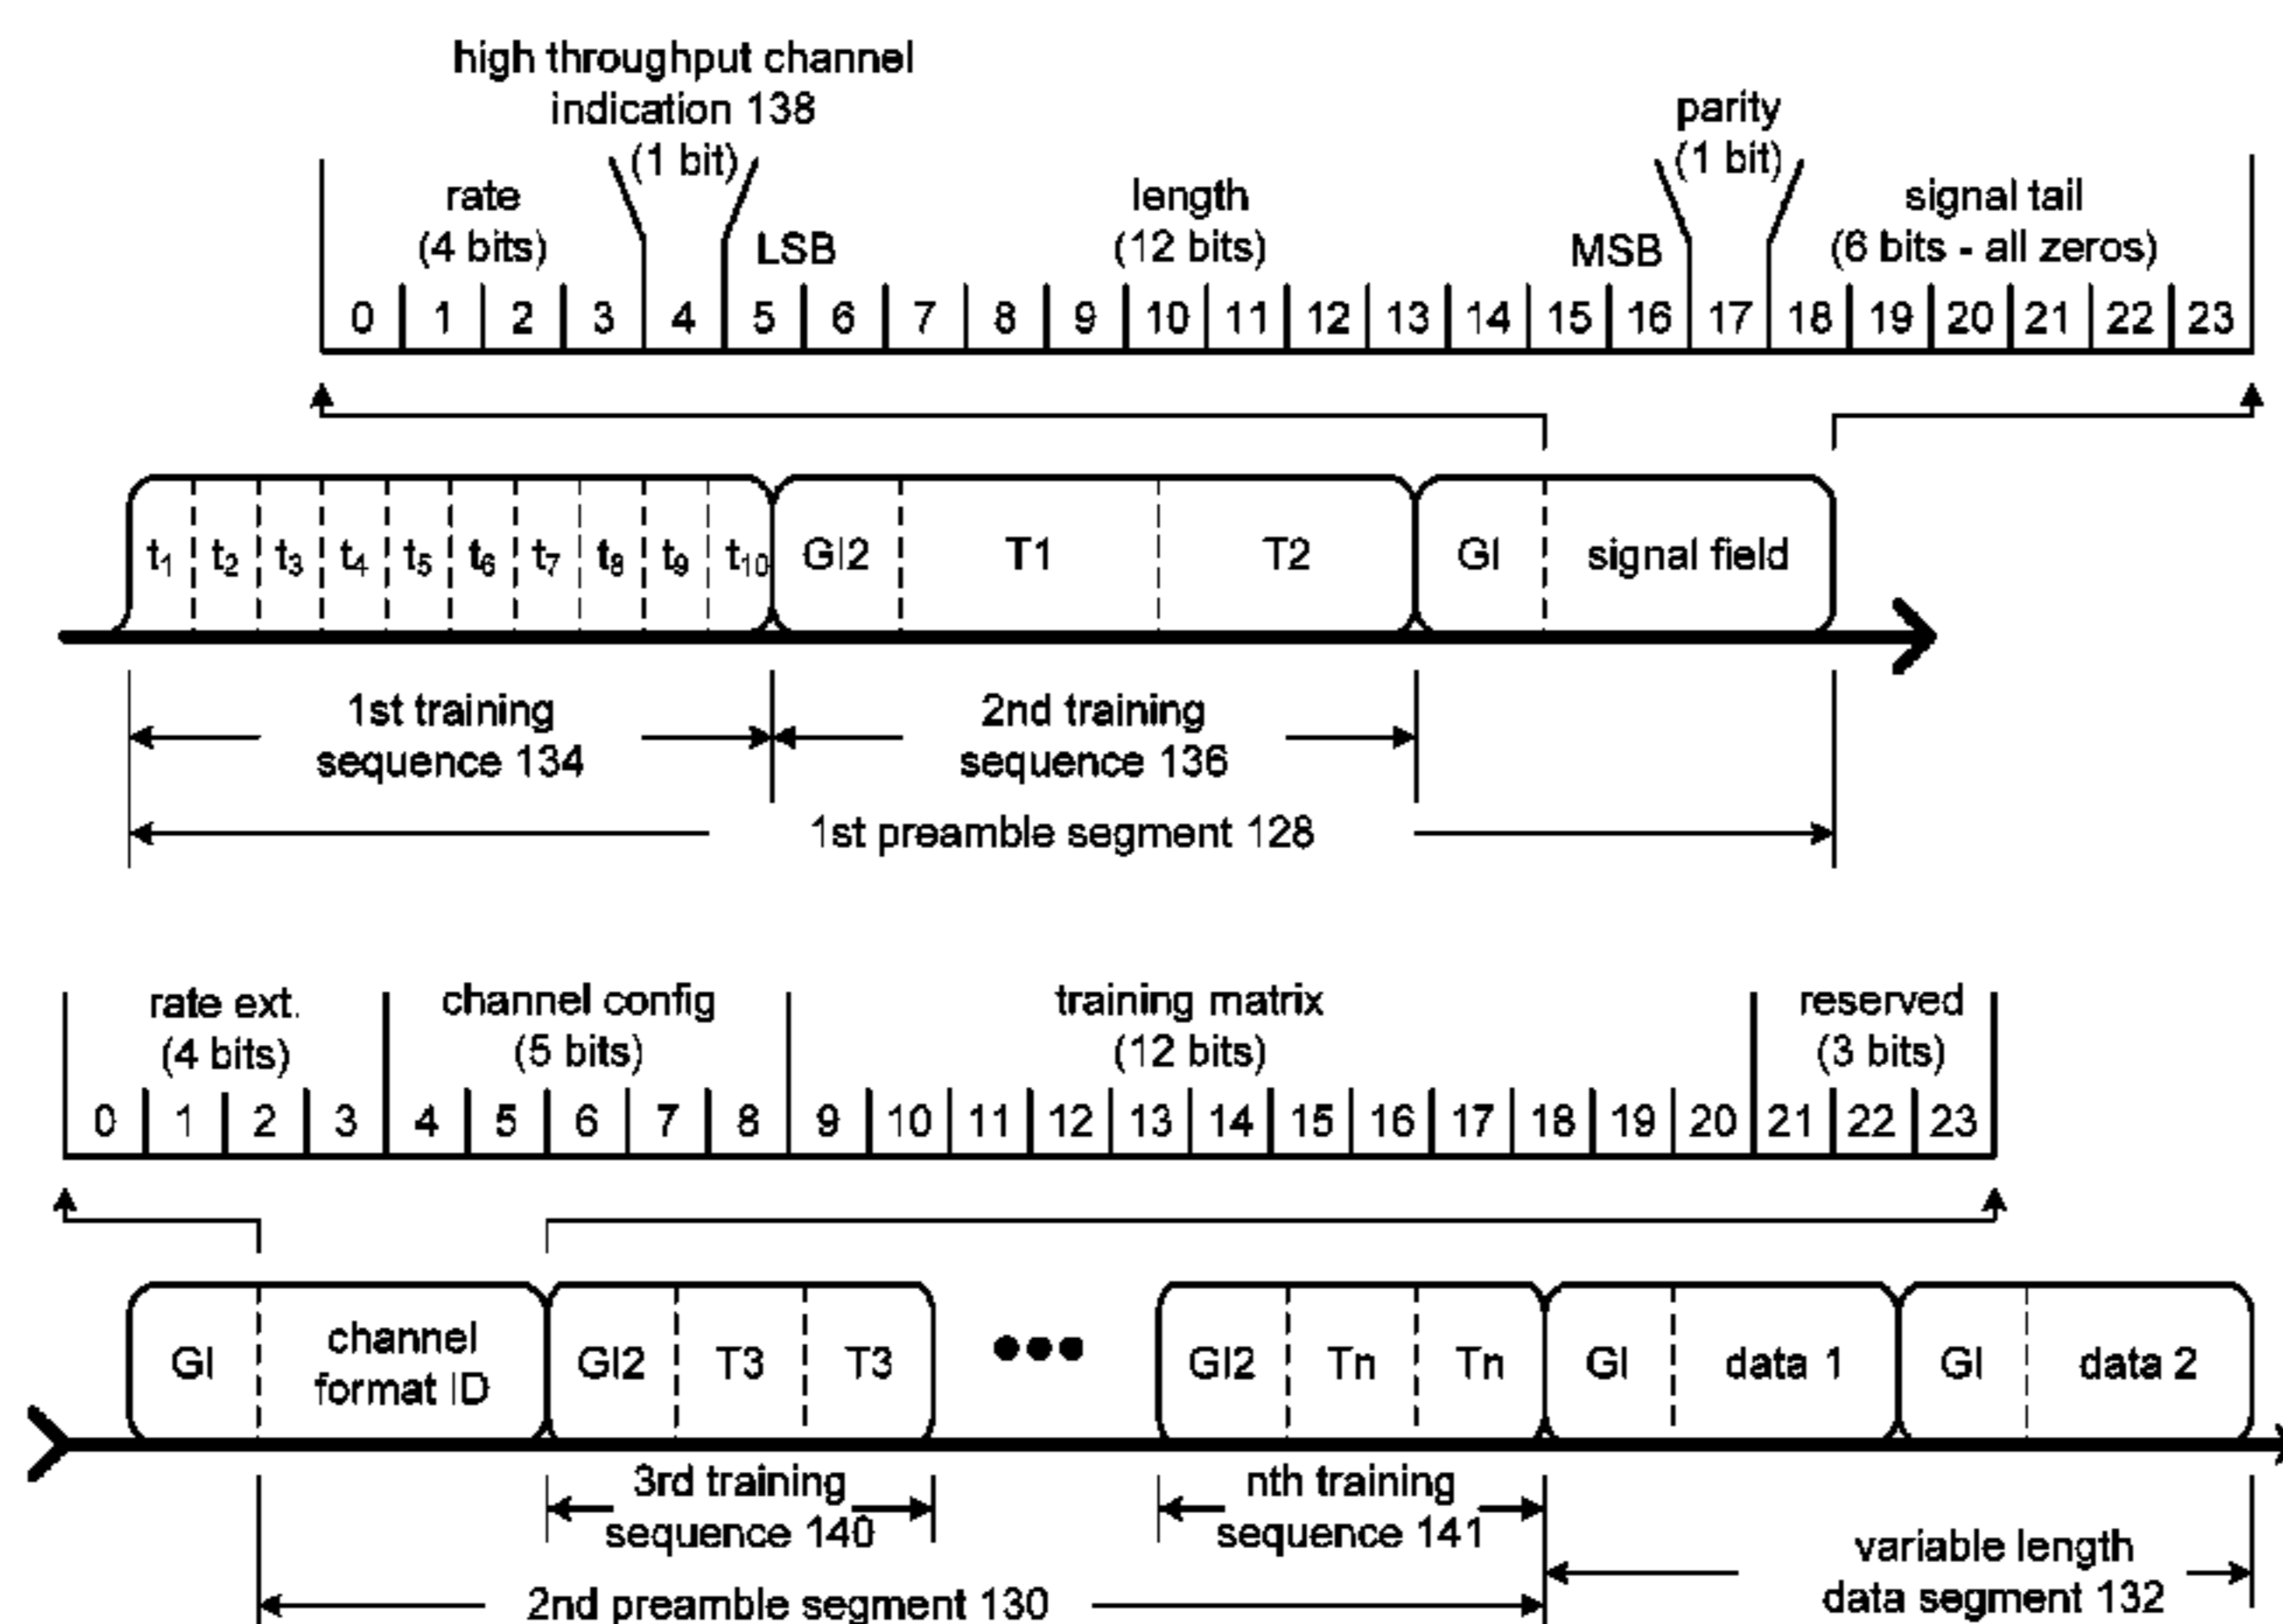 high throughput channel
indication 138
(1 bit)
parity
(1 bit)
rate
(4 bits)
LSB
length
(12 bits)
MSB
signal tail
(6 bits - all zeros)
0 1 2 3 4 5 6 7 8 9 10 11 12 13 14 15 16 17 18 19 20 21 22 23
t1 t2 t3 t4 t5 t6 t7 t8 t9 t10 GI2 T1 T2 GI signal field
1st training
sequence 134
2nd training
sequence 136
1st preamble segment 128
rate ext.
(4 bits)
channel config
(5 bits)
training matrix
(12 bits)
reserved
(3 bits)
0 1 2 3 4 5 6 7 8 9 10 11 12 13 14 15 16 17 18 19 20 21 22 23
GI
channel
format ID
GI2 T3 T3 ••• GI2 Tn Tn GI data 1 GI data 2
3rd training
sequence 140
nth training
sequence 141
variable length
data segment 132
2nd preamble segment 130